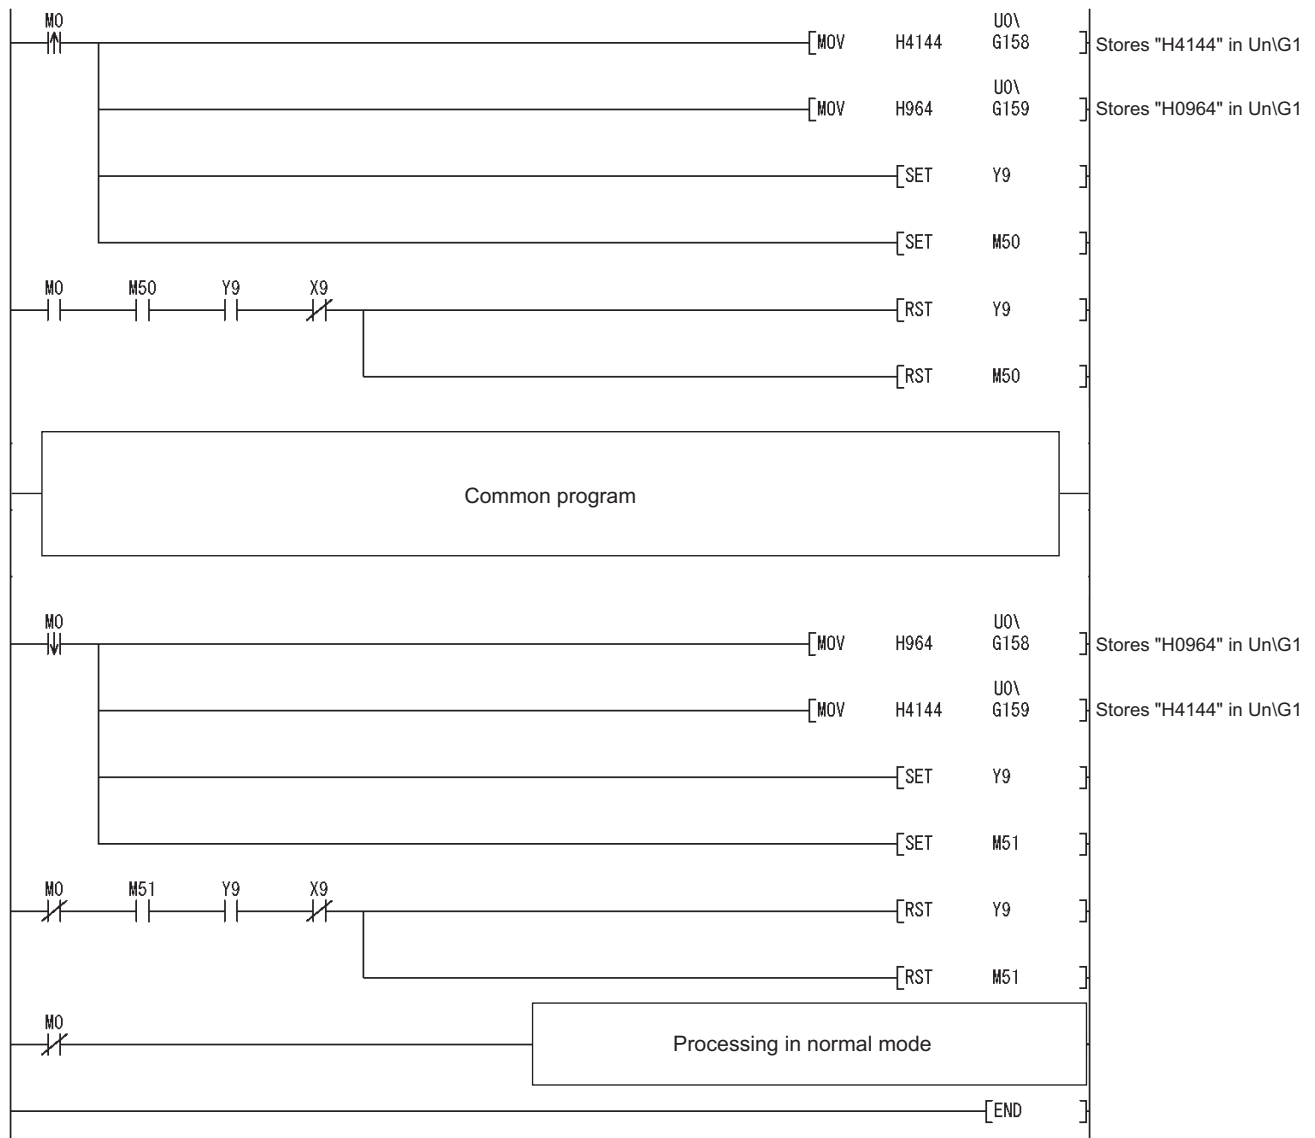 M0
U0\
[MOV H4144 G158 ] Stores "H4144" in Un\G1
U0\
[MOV H964 G159 ] Stores "H0964" in Un\G1
[SET Y9 ]
[SET M50 ]
M0 M50 Y9 X9
[RST Y9 ]
[RST M50 ]
Common program
M0
U0\
[MOV H964 G158 ] Stores "H0964" in Un\G1
U0\
[MOV H4144 G159 ] Stores "H4144" in Un\G1
[SET Y9 ]
[SET M51 ]
M0 M51 Y9 X9
[RST Y9 ]
[RST M51 ]
M0
Processing in normal mode
[END ]